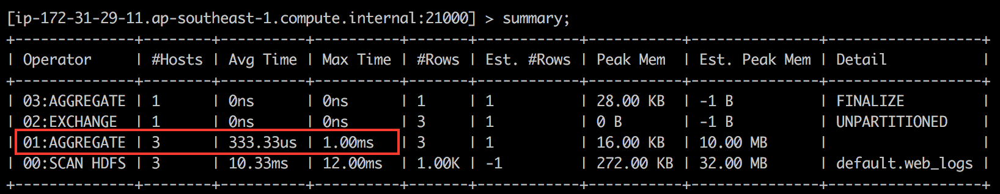 [ip-172-31-29-11.ap-southeast-1.compute.internal:21000] > summary;
+--------------+--------+----------+----------+-------+------------+-----------+---------------+------------------+
| Operator     | #Hosts | Avg Time | Max Time | #Rows | Est. #Rows | Peak Mem  | Est. Peak Mem | Detail           |
+--------------+--------+----------+----------+-------+------------+-----------+---------------+------------------+
| 03:AGGREGATE | 1      | 0ns      | 0ns      | 1     | 1          | 28.00 KB  | -1 B          | FINALIZE         |
| 02:EXCHANGE  | 1      | 0ns      | 0ns      | 3     | 1          | 0 B       | -1 B          | UNPARTITIONED    |
| 01:AGGREGATE | 3      | 333.33us | 1.00ms   | 3     | 1          | 16.00 KB  | 10.00 MB      |                  |
| 00:SCAN HDFS | 3      | 10.33ms  | 12.00ms  | 1.00K | -1         | 272.00 KB | 32.00 MB      | default.web_logs |
+--------------+--------+----------+----------+-------+------------+-----------+---------------+------------------+